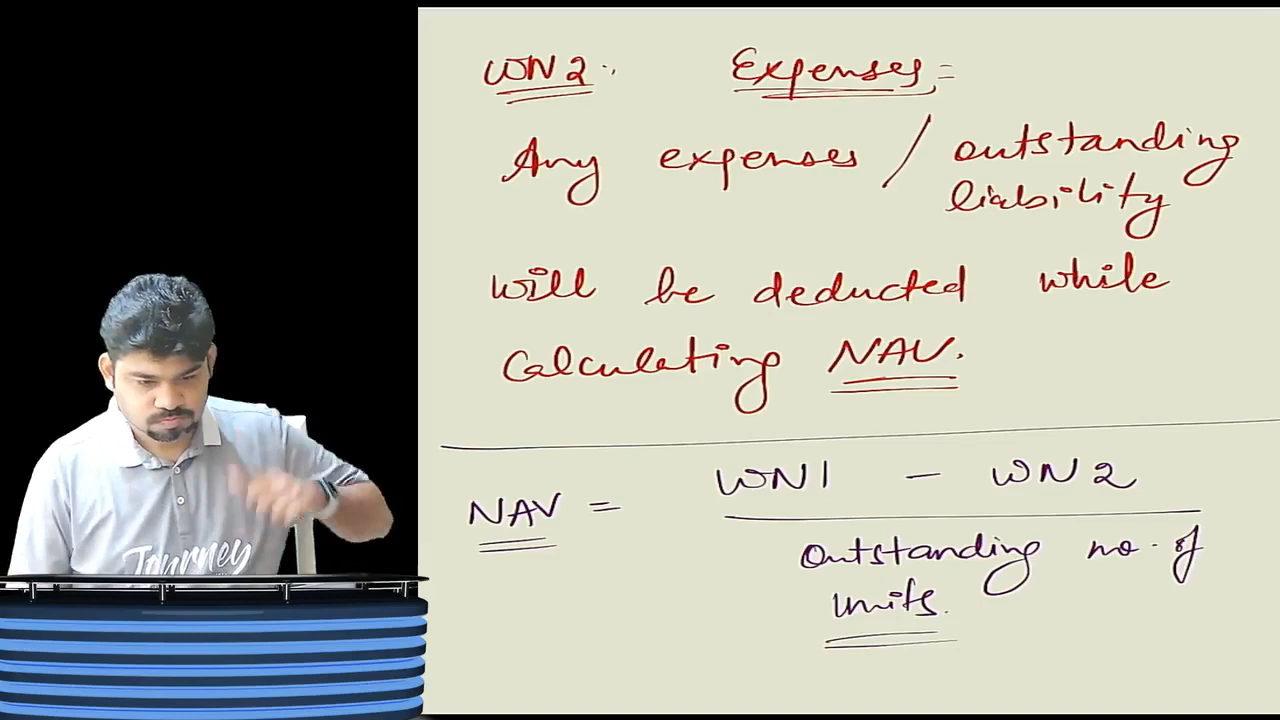 WN2: Expenses:
Any expenses / outstanding
liability
will be deducted while
Calculating NAV.
NAV = WN1 - WN2
Outstanding no. of
units.
Journey